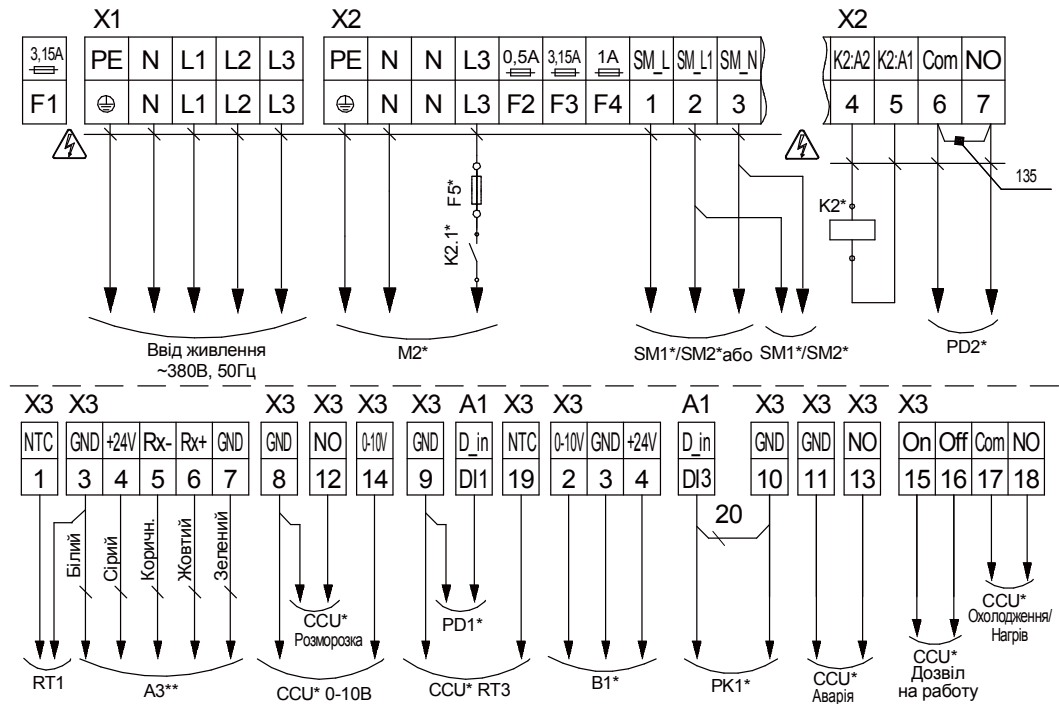 X1 X2 X2
3,15A PE N L1 L2 L3 PE N N L3 0,5A 3,15A 1A SM_L SM_L1 SM_N K2:A2 K2:A1 Com NO
F1 N L1 L2 L3 N N L3 F2 F3 F4 1 2 3 4 5 6 7
135
F5*
K2.1*
K2*
Ввід живлення
~380В, 50Гц
M2*
SM1*/SM2*або SM1*/SM2*
PD2*
X3 X3 X3 X3 X3 X3 A1 X3 X3 A1 X3 X3 X3 X3
NTC GND +24V Rx- Rx+ GND GND NO 0-10V GND D_in NTC 0-10V GND +24V D_in GND GND NO On Off Com NO
1 3 4 5 6 7 8 12 14 9 DI1 19 2 3 4 DI3 10 11 13 15 16 17 18
20
Білий
Сірий
Коричн.
Жовтий
Зелений
CCU*
Розморозка
PD1*
CCU*
Охолодження/
Нагрів
RT1
A3**
CCU* 0-10В
CCU* RT3
B1*
PK1*
CCU*
Аварія
CCU*
Дозвіл
на работу